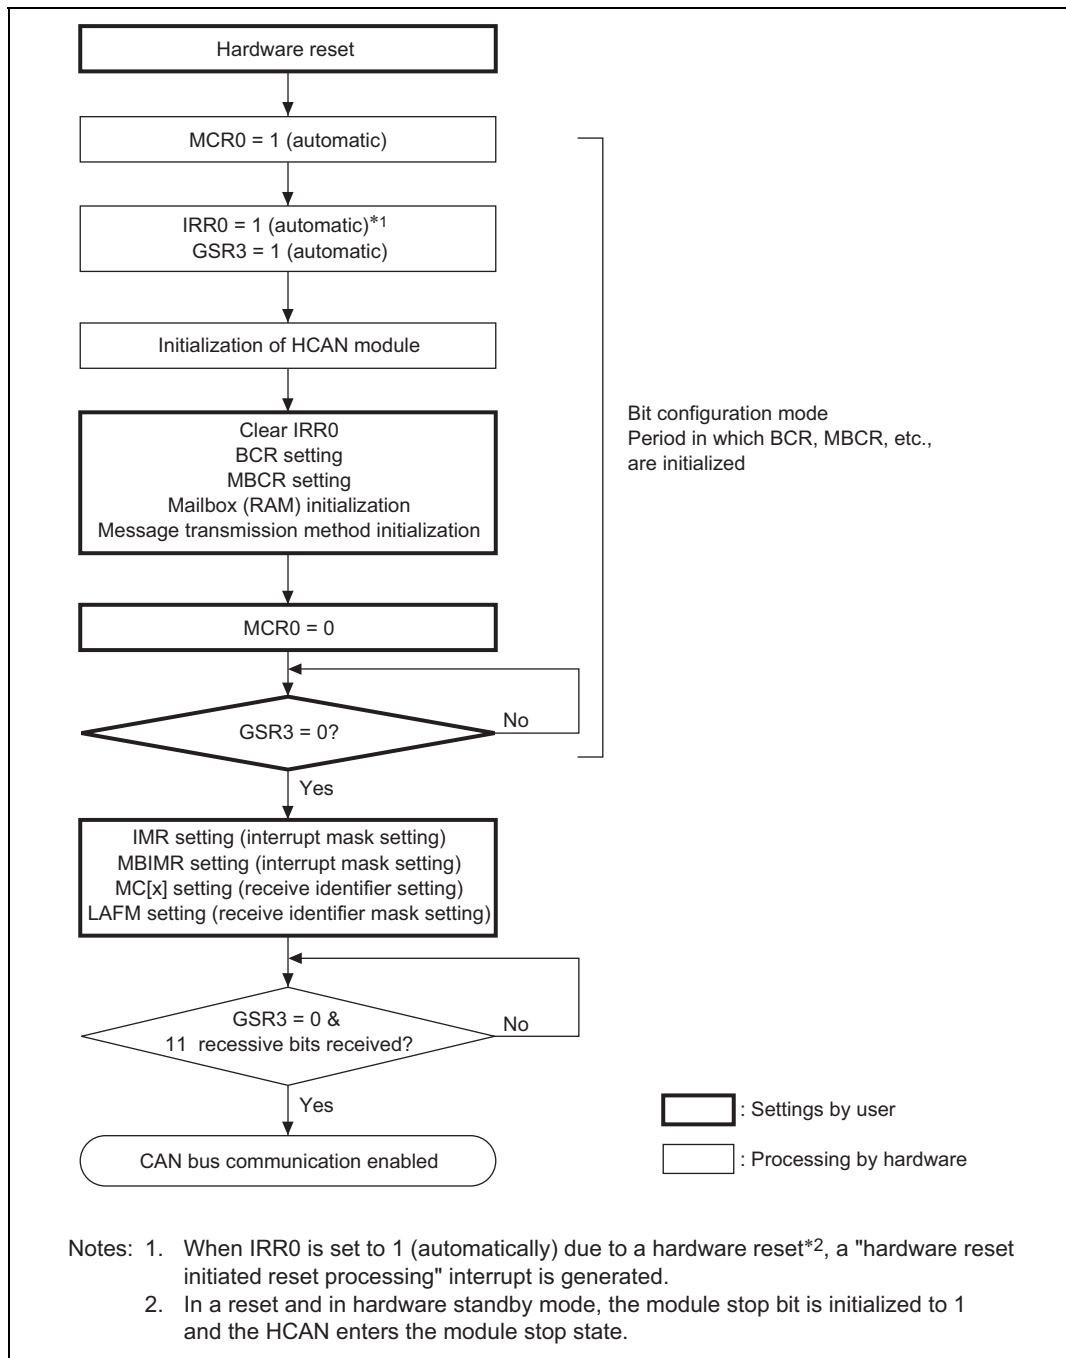 Hardware reset
MCR0 = 1 (automatic)
IRR0 = 1 (automatic)*1
GSR3 = 1 (automatic)
Initialization of HCAN module
Clear IRR0
BCR setting
MBCR setting
Mailbox (RAM) initialization
Message transmission method initialization
Bit configuration mode
Period in which BCR, MBCR, etc.,
are initialized
MCR0 = 0
GSR3 = 0?
No
Yes
IMR setting (interrupt mask setting)
MBIMR setting (interrupt mask setting)
MC[x] setting (receive identifier setting)
LAFM setting (receive identifier mask setting)
GSR3 = 0 &
11 recessive bits received?
No
Yes
CAN bus communication enabled
: Settings by user
: Processing by hardware
Notes: 1. When IRR0 is set to 1 (automatically) due to a hardware reset*2, a "hardware reset
initiated reset processing" interrupt is generated.
2. In a reset and in hardware standby mode, the module stop bit is initialized to 1
and the HCAN enters the module stop state.